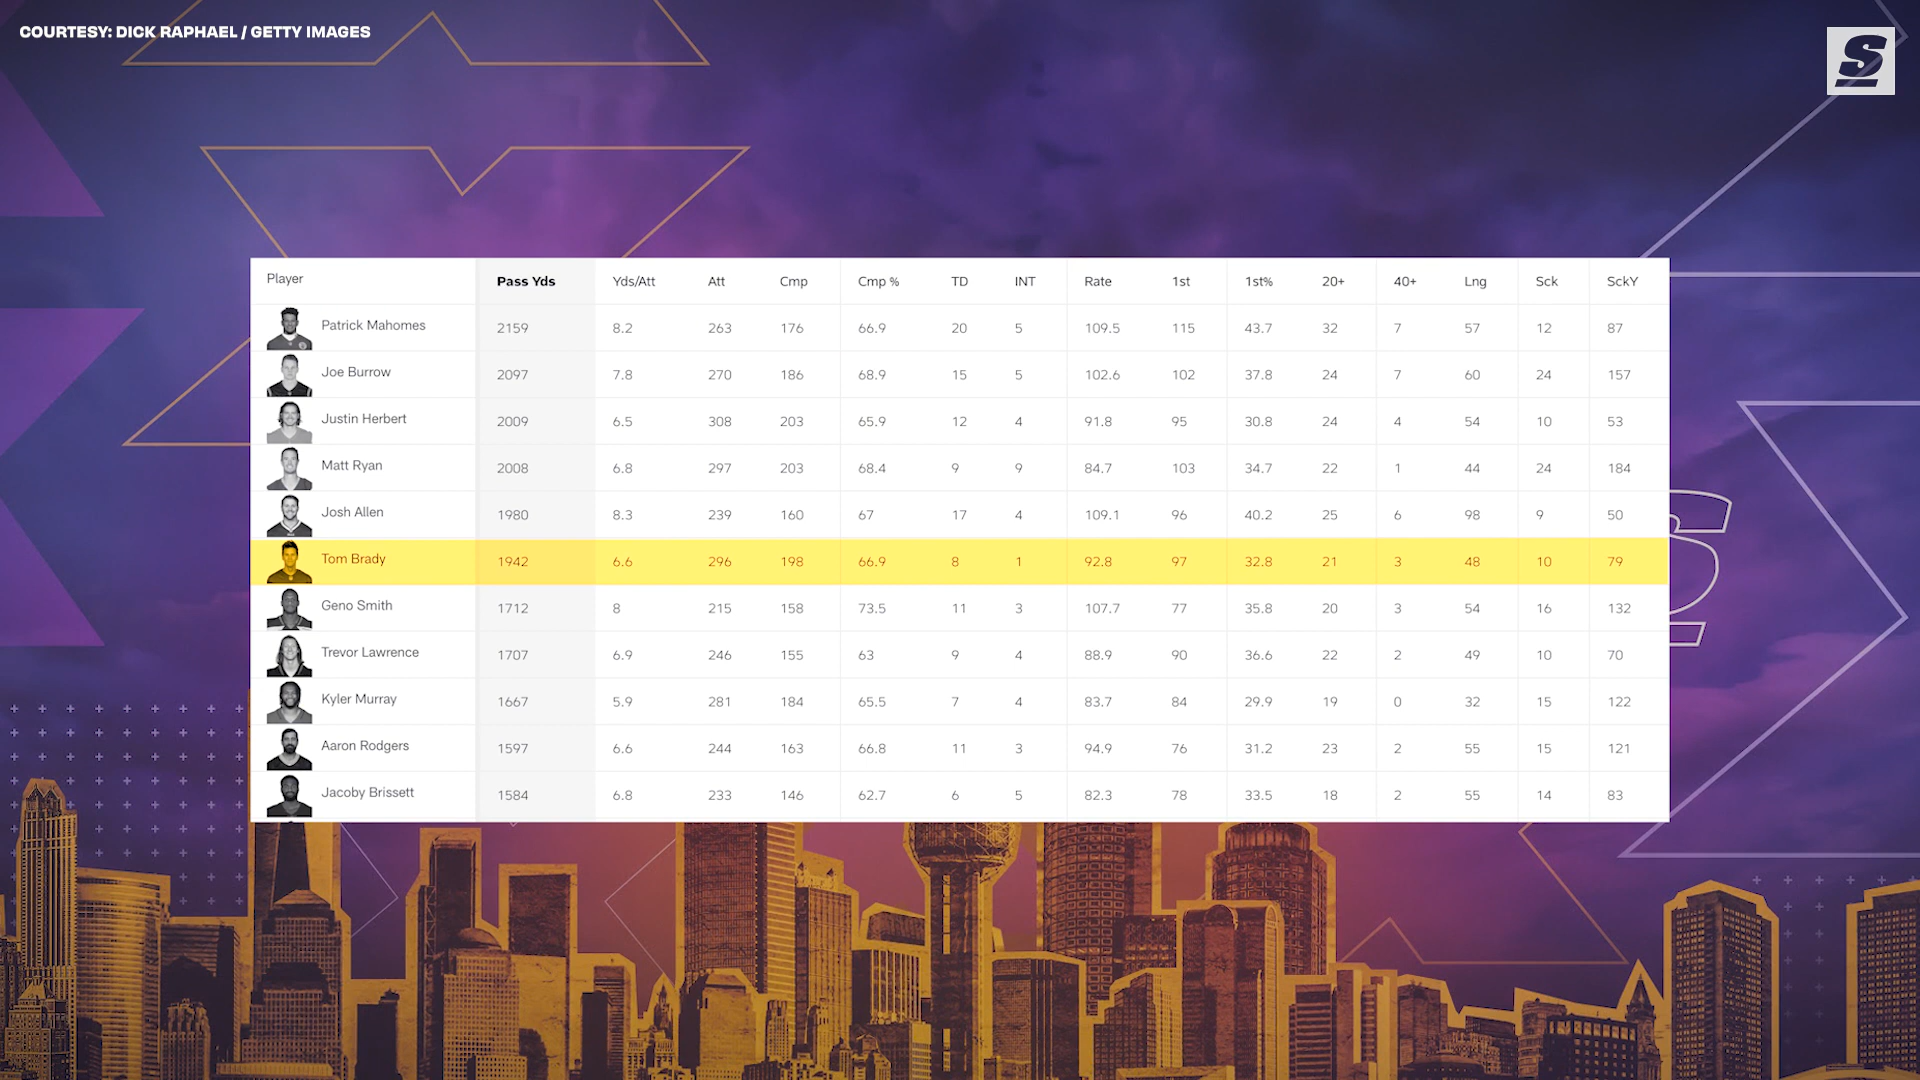 COURTESY: DICK RAPHAEL / GETTY IMAGES
S
Player Pass Yds Yds/Att Att Cmp Cmp % TD INT Rate 1st 1st% 20+ 40+ Lng Sck SckY
Patrick Mahomes 2159 8.2 263 176 66.9 20 5 109.5 115 43.7 32 7 57 12 87
Joe Burrow 2097 7.8 270 186 68.9 15 5 102.6 102 37.8 24 7 60 24 157
Justin Herbert 2009 6.5 308 203 65.9 12 4 91.8 95 30.8 24 4 54 10 53
Matt Ryan 2008 6.8 297 203 68.4 9 9 84.7 103 34.7 22 1 44 24 184
Josh Allen 1980 8.3 239 160 67 17 4 109.1 96 40.2 25 6 98 9 50
Tom Brady 1942 6.6 296 198 66.9 8 1 92.8 97 32.8 21 3 48 10 79
Geno Smith 1712 8 215 158 73.5 11 3 107.7 77 35.8 20 3 54 16 132
Trevor Lawrence 1707 6.9 246 155 63 9 4 88.9 90 36.6 22 2 49 10 70
Kyler Murray 1667 5.9 281 184 65.5 7 4 83.7 84 29.9 19 0 32 15 122
Aaron Rodgers 1597 6.6 244 163 66.8 11 3 94.9 76 31.2 23 2 55 15 121
Jacoby Brissett 1584 6.8 233 146 62.7 6 5 82.3 78 33.5 18 2 55 14 83